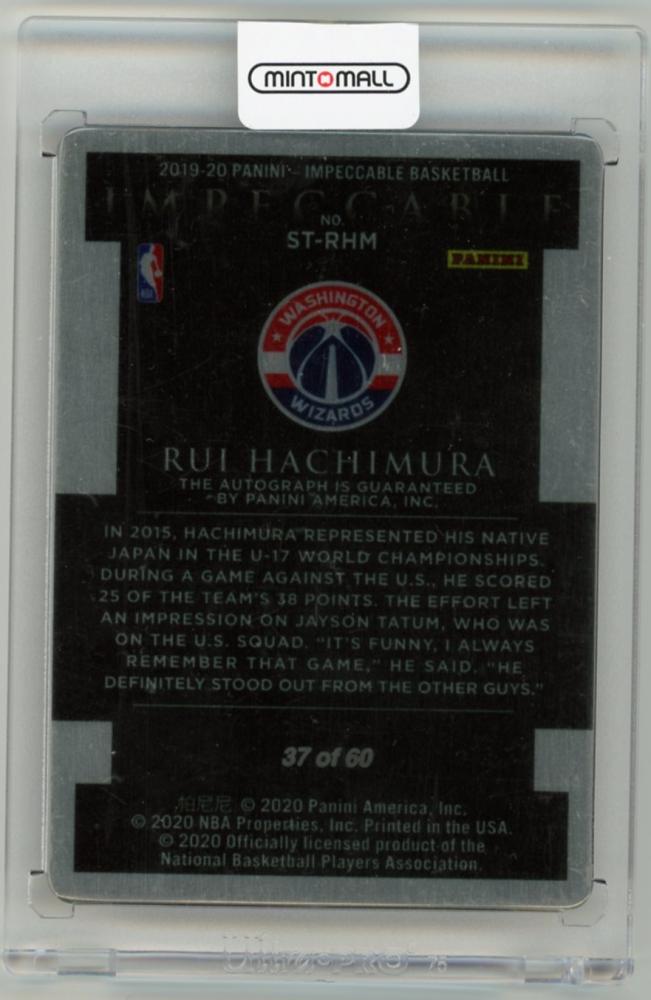 MINT MALL
2019-20 PANINI - IMPECCABLE BASKETBALL
IMPECCABLE
NO.
ST-RHM
PANINI
WASHINGTON
WIZARDS
RUI HACHIMURA
THE AUTOGRAPH IS GUARANTEED
BY PANINI AMERICA, INC.
IN 2015, HACHIMURA REPRESENTED HIS NATIVE
JAPAN IN THE U-17 WORLD CHAMPIONSHIPS.
DURING A GAME AGAINST THE U.S., HE SCORED
25 OF THE TEAM'S 38 POINTS. THE EFFORT LEFT
AN IMPRESSION ON JAYSON TATUM, WHO WAS
ON THE U.S. SQUAD. "IT'S FUNNY, I ALWAYS
REMEMBER THAT GAME," HE SAID. "HE
DEFINITELY STOOD OUT FROM THE OTHER GUYS."
37 of 60
帕尼尼 © 2020 Panini America, Inc.
© 2020 NBA Properties, Inc. Printed in the USA.
© 2020 Officially licensed product of the
National Basketball Players Association.
Ultra PRO 75